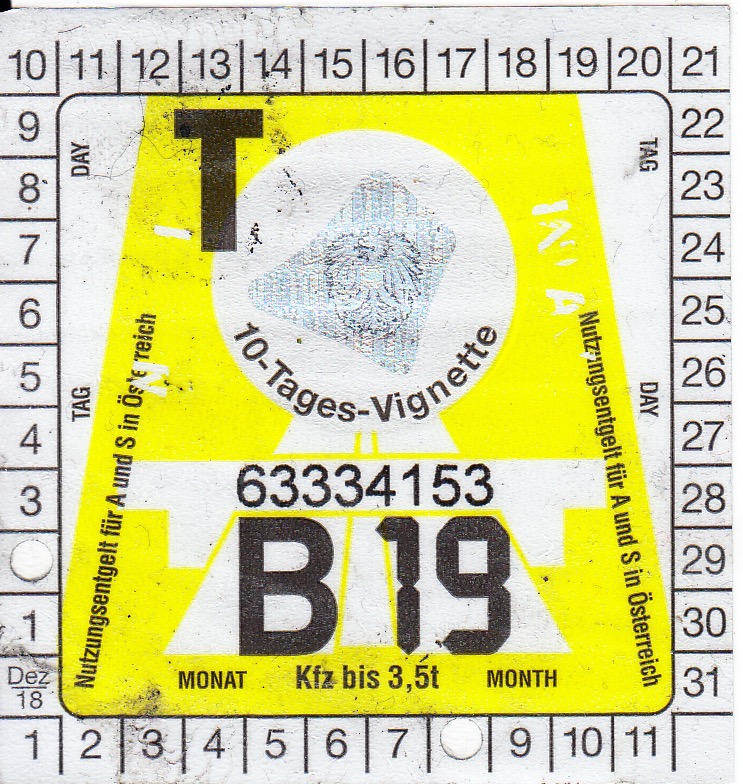 10 11 12 13 14 15 16 17 18 19 20 21
9 22
T
DAY TAG
8 23
7 24
6 25
5 26
4 27
3 28
29
1 30
Dez 18 31
10-Tages-Vignette
TAG DAY
Nutzungsentgelt für A und S in Österreich
Nutzungsentgelt für A und S in Österreich
63334153
B 19
MONAT Kfz bis 3,5t MONTH
1 2 3 4 5 6 7 9 10 11